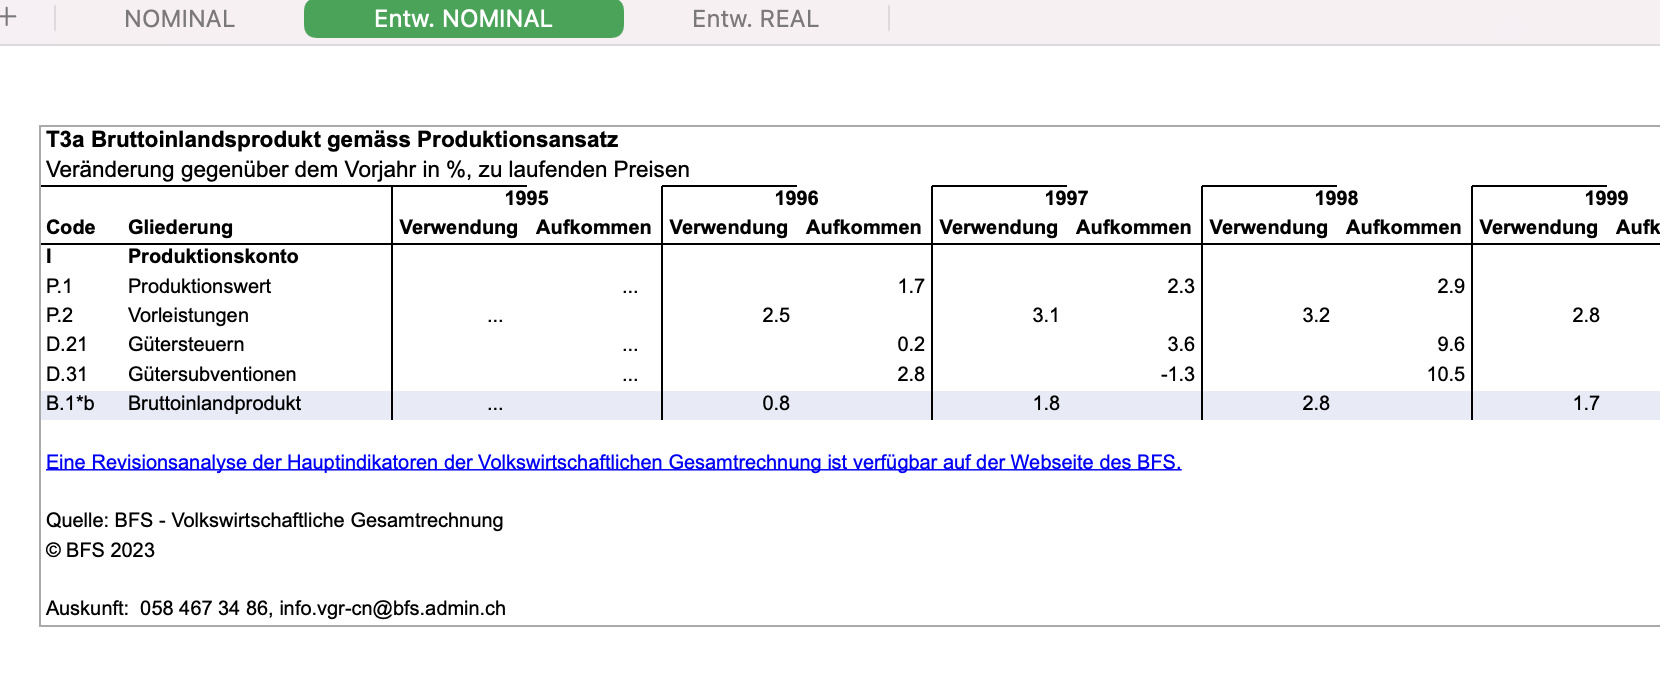 + NOMINAL Entw. NOMINAL Entw. REAL
T3a Bruttoinlandsprodukt gemäss Produktionsansatz
Veränderung gegenüber dem Vorjahr in %, zu laufenden Preisen
1995 1996 1997 1998 1999
Code Gliederung Verwendung Aufkommen Verwendung Aufkommen Verwendung Aufkommen Verwendung Aufkommen Verwendung Aufk
I Produktionskonto
P.1 Produktionswert ... 1.7 2.3 2.9
P.2 Vorleistungen ... 2.5 3.1 3.2 2.8
D.21 Gütersteuern ... 0.2 3.6 9.6
D.31 Gütersubventionen ... 2.8 -1.3 10.5
B.1*b Bruttoinlandprodukt ... 0.8 1.8 2.8 1.7
Eine Revisionsanalyse der Hauptindikatoren der Volkswirtschaftlichen Gesamtrechnung ist verfügbar auf der Webseite des BFS.
Quelle: BFS - Volkswirtschaftliche Gesamtrechnung
© BFS 2023
Auskunft: 058 467 34 86, info.vgr-cn@bfs.admin.ch